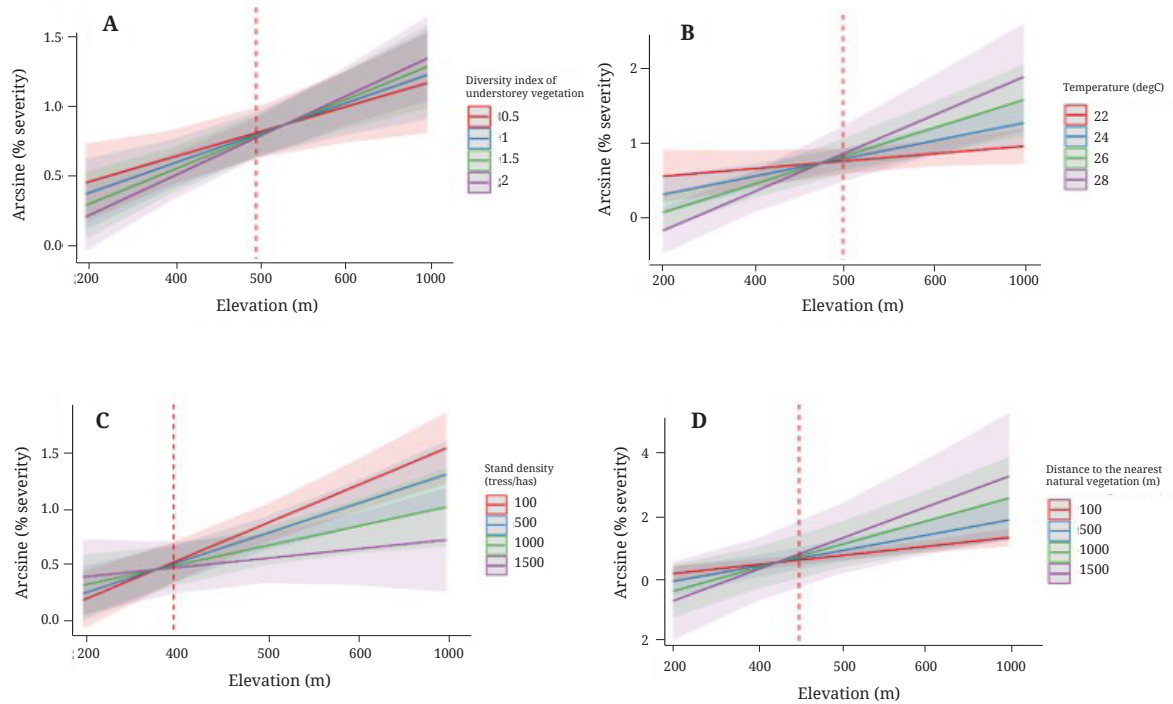 A
Arcsine (% severity)
1.5
1.0
0.5
0.0
200 400 500 600 1000
Elevation (m)
Diversity index of
understorey vegetation
0.5
1
1.5
2
B
Arcsine (% severity)
2
1
0
200 400 500 600 1000
Elevation (m)
Temperature (degC)
22
24
26
28
C
Arcsine (% severity)
1.5
1.0
0.5
0.0
200 400 500 600 1000
Elevation (m)
Stand density
(tress/has)
100
500
1000
1500
D
Arcsine (% severity)
4
2
0
2
200 400 500 600 1000
Elevation (m)
Distance to the nearest
natural vegetation (m)
100
500
1000
1500